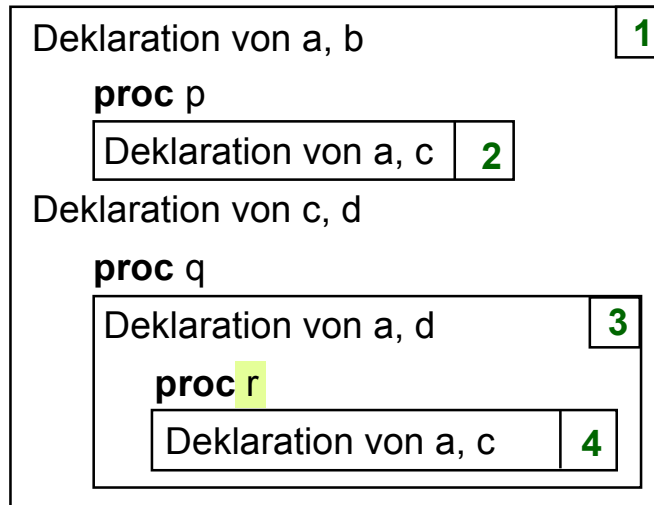 Deklaration von a, b 1
proc p
Deklaration von a, c 2
Deklaration von c, d
proc q
Deklaration von a, d 3
proc r
Deklaration von a, c 4